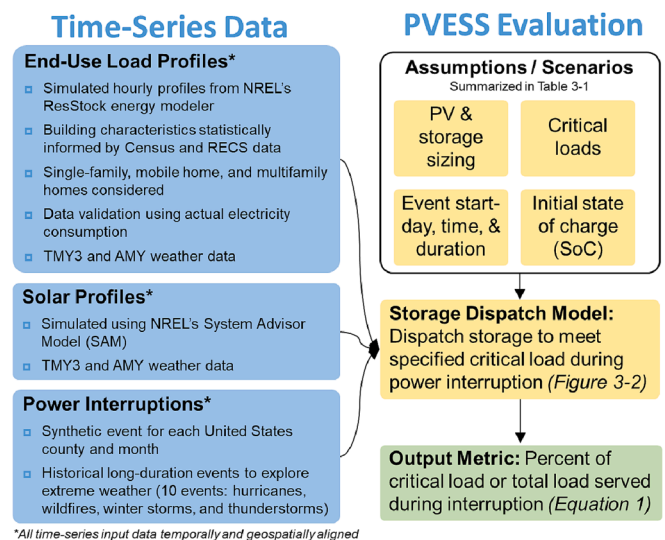 Time-Series Data
End-Use Load Profiles*
Simulated hourly profiles from NREL's
ResStock energy modeler
Building characteristics statistically
informed by Census and RECS data
Single-family, mobile home, and multifamily
homes considered
Data validation using actual electricity
consumption
TMY3 and AMY weather data
Solar Profiles*
Simulated using NREL's System Advisor
Model (SAM)
TMY3 and AMY weather data
Power Interruptions*
Synthetic event for each United States
county and month
Historical long-duration events to explore
extreme weather (10 events: hurricanes,
wildfires, winter storms, and thunderstorms)
*All time-series input data temporally and geospatially aligned
PVESS Evaluation
Assumptions / Scenarios
Summarized in Table 3-1
PV &
storage
sizing
Critical
loads
Event start-
day, time, &
duration
Initial state
of charge
(SoC)
Storage Dispatch Model:
Dispatch storage to meet
specified critical load during
power interruption (Figure 3-2)
Output Metric: Percent of
critical load or total load served
during interruption (Equation 1)